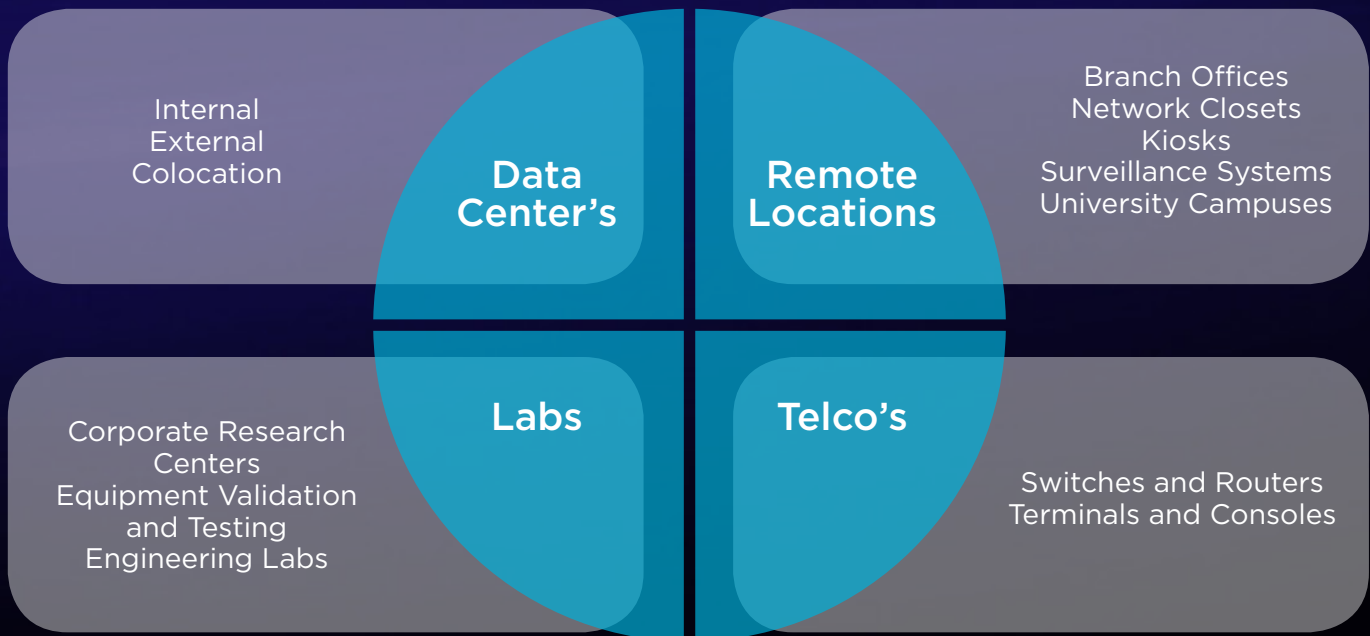 Internal
External
Colocation
Data
Center’s
Remote
Locations
Branch Offices
Network Closets
Kiosks
Surveillance Systems
University Campuses
Corporate Research
Centers
Equipment Validation
and Testing
Engineering Labs
Labs
Telco’s
Switches and Routers
Terminals and Consoles